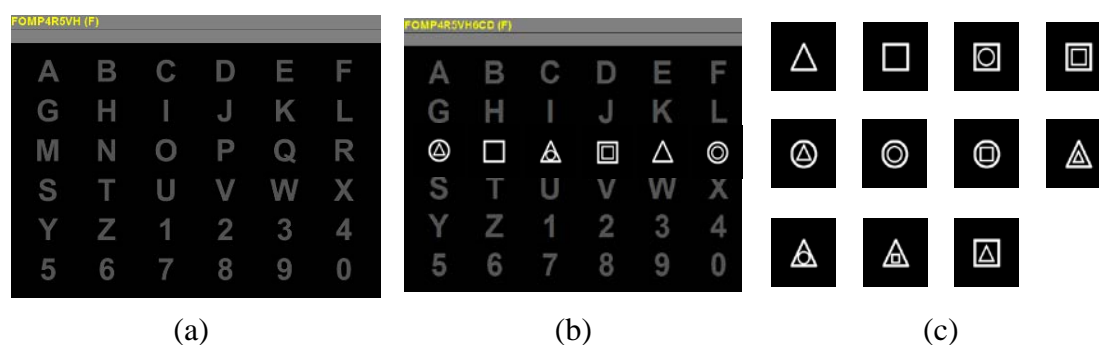 FOMP4R5VH (F)
A B C D E F
G H I J K L
M N O P Q R
S T U V W X
Y Z 1 2 3 4
5 6 7 8 9 0
(a)
FOMP4R5VH6CD (F)
A B C D E F
G H I J K L
S T U V W X
Y Z 1 2 3 4
5 6 7 8 9 0
(b)
(c)